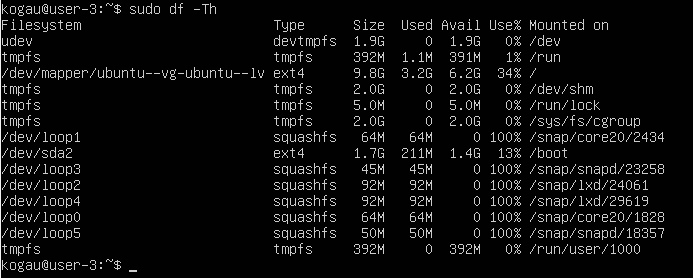 kogau@user-3:~$ sudo df -Th
Filesystem                        Type      Size  Used Avail Use% Mounted on
udev                              devtmpfs  1.9G     0  1.9G   0% /dev
tmpfs                             tmpfs     392M  1.1M  391M   1% /run
/dev/mapper/ubuntu--vg-ubuntu--lv ext4      9.8G  3.2G  6.2G  34% /
tmpfs                             tmpfs     2.0G     0  2.0G   0% /dev/shm
tmpfs                             tmpfs     5.0M     0  5.0M   0% /run/lock
tmpfs                             tmpfs     2.0G     0  2.0G   0% /sys/fs/cgroup
/dev/loop1                        squashfs   64M   64M     0 100% /snap/core20/2434
/dev/sda2                         ext4      1.7G  211M  1.4G  13% /boot
/dev/loop3                        squashfs   45M   45M     0 100% /snap/snapd/23258
/dev/loop2                        squashfs   92M   92M     0 100% /snap/lxd/24061
/dev/loop4                        squashfs   92M   92M     0 100% /snap/lxd/29619
/dev/loop0                        squashfs   64M   64M     0 100% /snap/core20/1828
/dev/loop5                        squashfs   50M   50M     0 100% /snap/snapd/18357
tmpfs                             tmpfs     392M     0  392M   0% /run/user/1000
kogau@user-3:~$ _